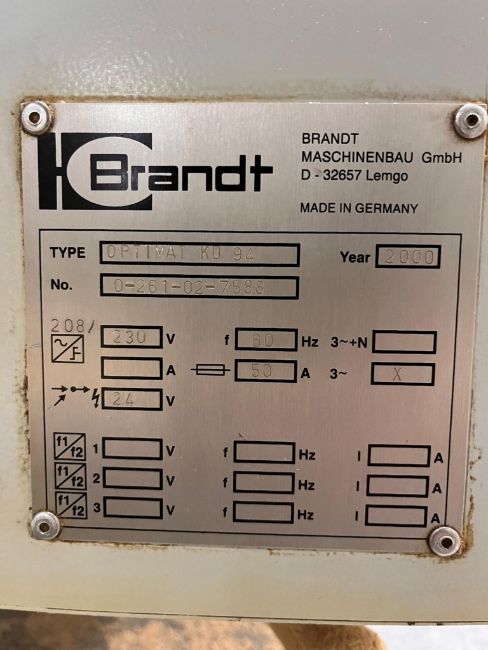 Brandt
BRANDT
MASCHINENBAU GmbH
D - 32657 Lemgo
MADE IN GERMANY
TYPE OPTIMAT KD 94 Year 2000
No. 0-261-02-7586
208/ 230 V f 60 Hz 3~+N
A 50 A 3~ X
24 V
f1 f2 1 V f Hz I A
f1 f2 2 V f Hz I A
f1 f2 3 V f Hz I A